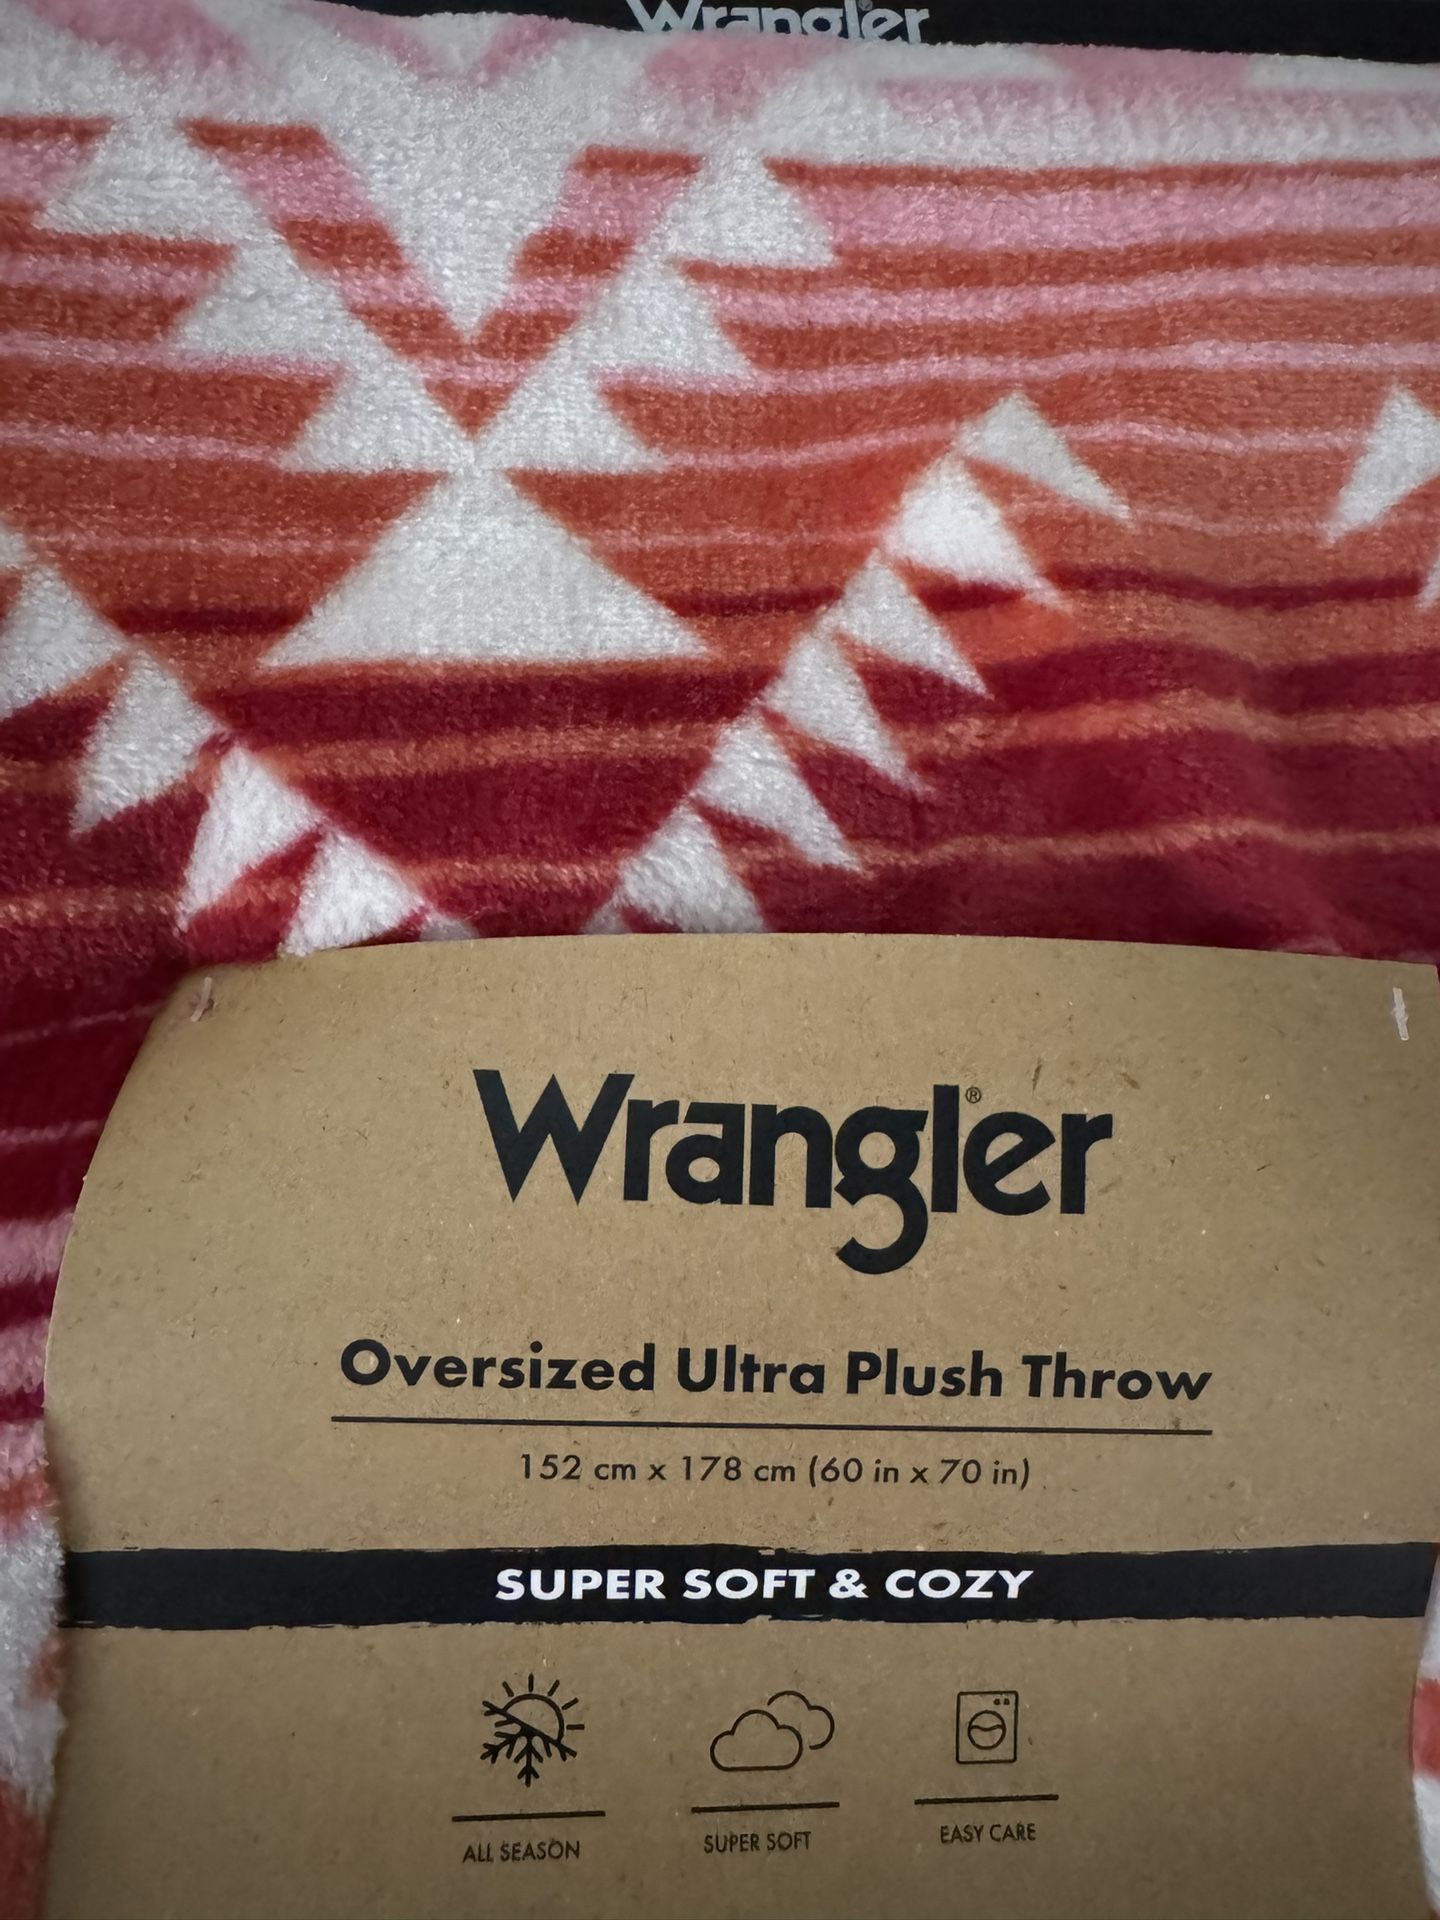 Wrangler
Wrangler®
Oversized Ultra Plush Throw
152 cm x 178 cm (60 in x 70 in)
SUPER SOFT & COZY
ALL SEASON
SUPER SOFT
EASY CARE